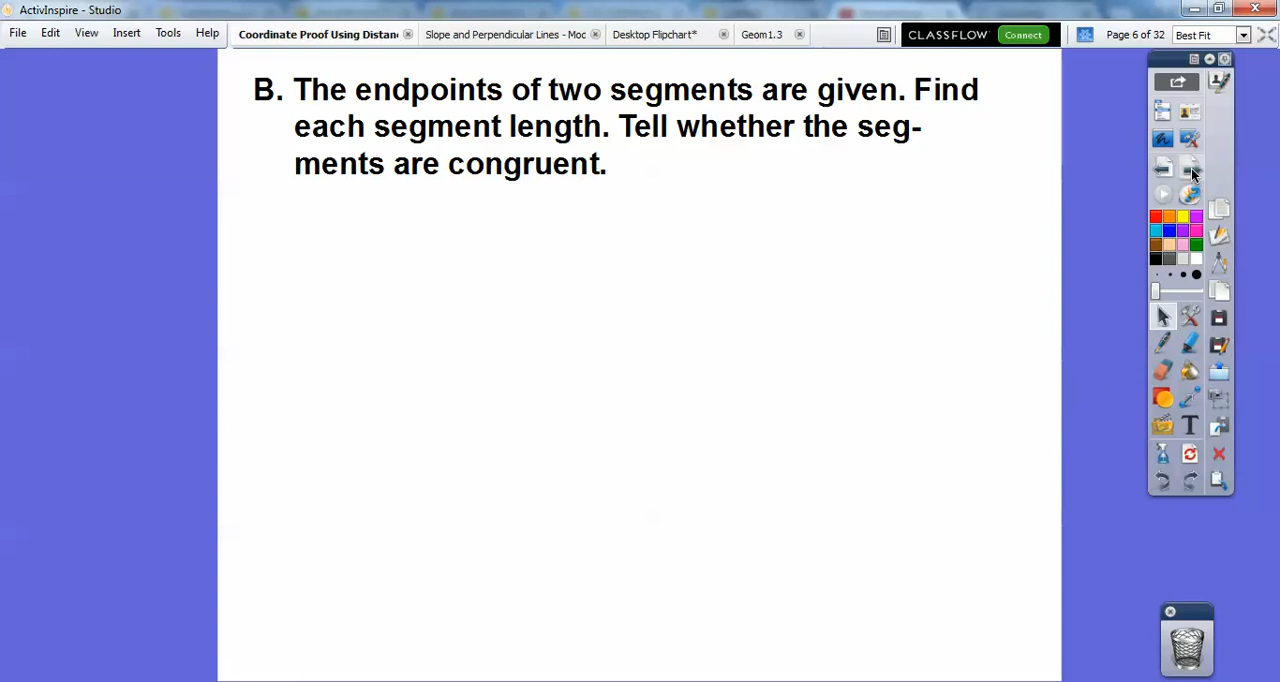 ActivInspire - Studio
File Edit View Insert Tools Help
Coordinate Proof Using Distanc
Slope and Perpendicular Lines - Moc
Desktop Flipchart*
Geom1.3
CLASSFLOW
Connect
Page 6 of 32
Best Fit
B. The endpoints of two segments are given. Find
each segment length. Tell whether the seg-
ments are congruent.
T